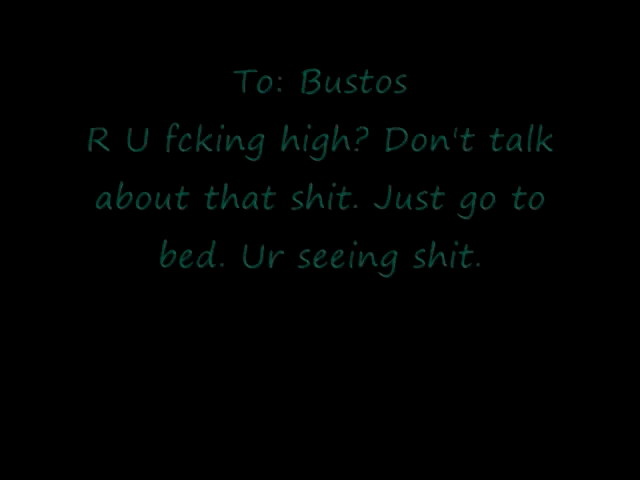 To: Bustos
R U fcking high? Don't talk
about that shit. Just go to
bed. Ur seeing shit.